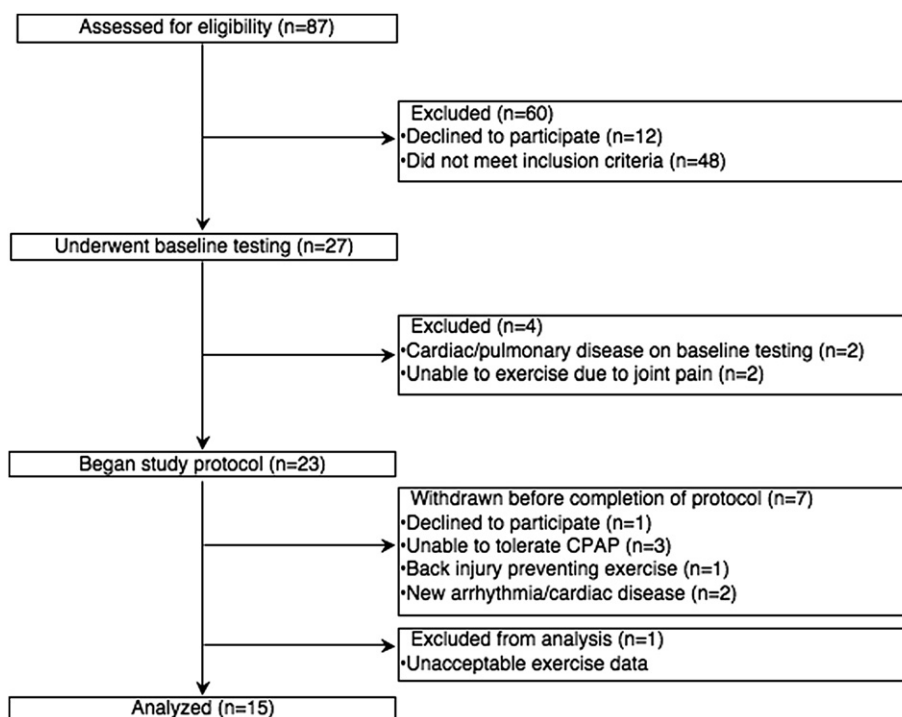 Assessed for eligibility (n=87)
Excluded (n=60)
•Declined to participate (n=12)
•Did not meet inclusion criteria (n=48)
Underwent baseline testing (n=27)
Excluded (n=4)
•Cardiac/pulmonary disease on baseline testing (n=2)
•Unable to exercise due to joint pain (n=2)
Began study protocol (n=23)
Withdrawn before completion of protocol (n=7)
•Declined to participate (n=1)
•Unable to tolerate CPAP (n=3)
•Back injury preventing exercise (n=1)
•New arrhythmia/cardiac disease (n=2)
Excluded from analysis (n=1)
•Unacceptable exercise data
Analyzed (n=15)